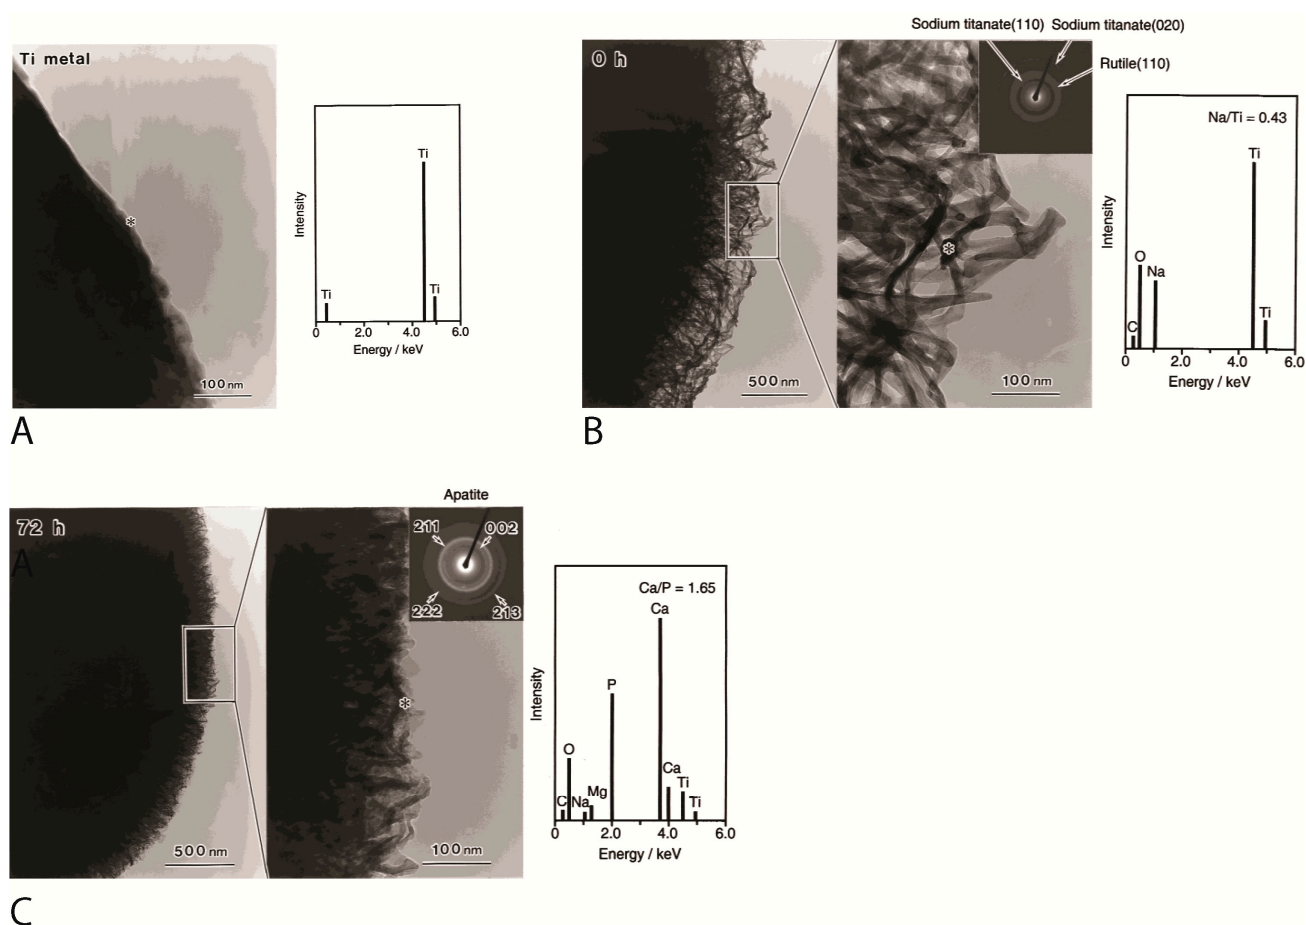 Ti metal
100 nm
Intensity
Ti
Ti
Ti
0 2.0 4.0 6.0
Energy / keV
A
Sodium titanate(110) Sodium titanate(020)
Rutile(110)
0 h
*
500 nm
100 nm
Na/Ti = 0.43
Intensity
Ti
O
Na
Ti
C
0 2.0 4.0 6.0
Energy / keV
B
Apatite
72 h
211 002
222 213
A
*
500 nm
100 nm
Ca/P = 1.65
Intensity
Ca
P
O
Ca
Ti
Mg
C Na Ti
0 2.0 4.0 6.0
Energy / keV
C